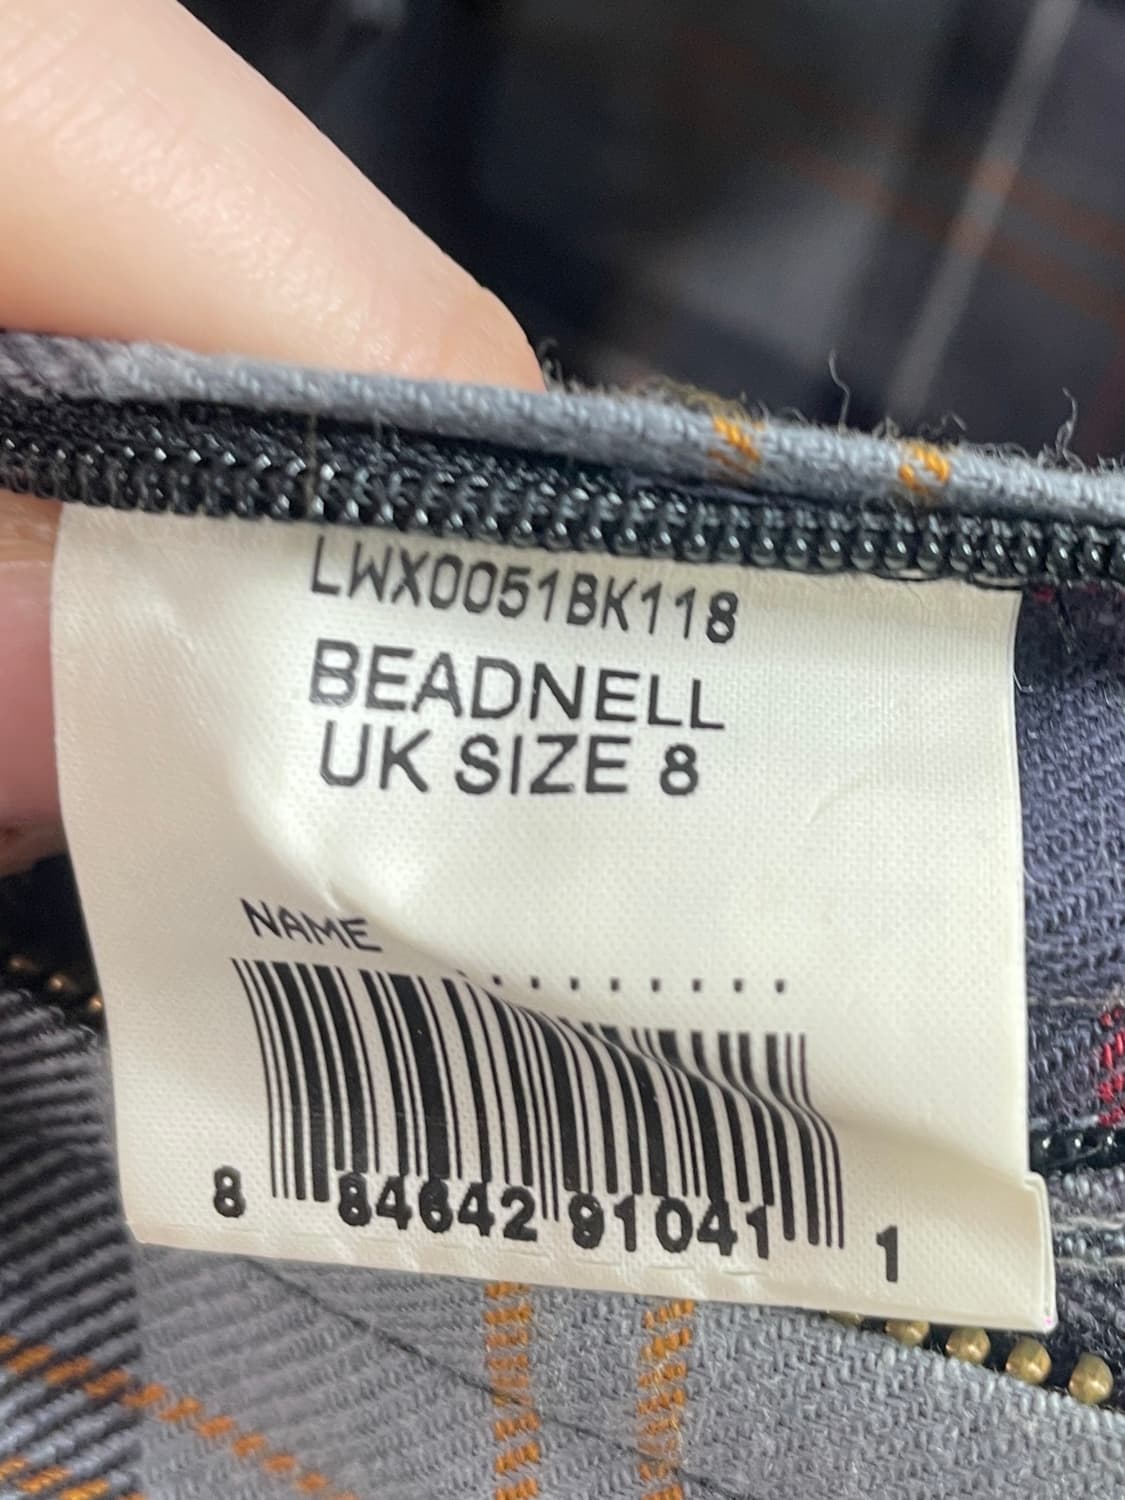 LWX0051BK118
BEADNELL
UK SIZE 8
NAME ..........
8 84642 91041 1